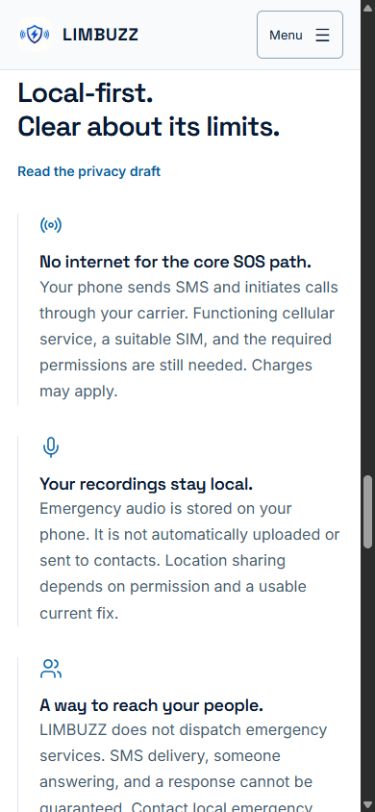 LIMBUZZ
Menu
Local-first.
Clear about its limits.
Read the privacy draft
No internet for the core SOS path.
Your phone sends SMS and initiates calls
through your carrier. Functioning cellular
service, a suitable SIM, and the required
permissions are still needed. Charges
may apply.
Your recordings stay local.
Emergency audio is stored on your
phone. It is not automatically uploaded or
sent to contacts. Location sharing
depends on permission and a usable
current fix.
A way to reach your people.
LIMBUZZ does not dispatch emergency
services. SMS delivery, someone
answering, and a response cannot be
guaranteed. Contact local emergency